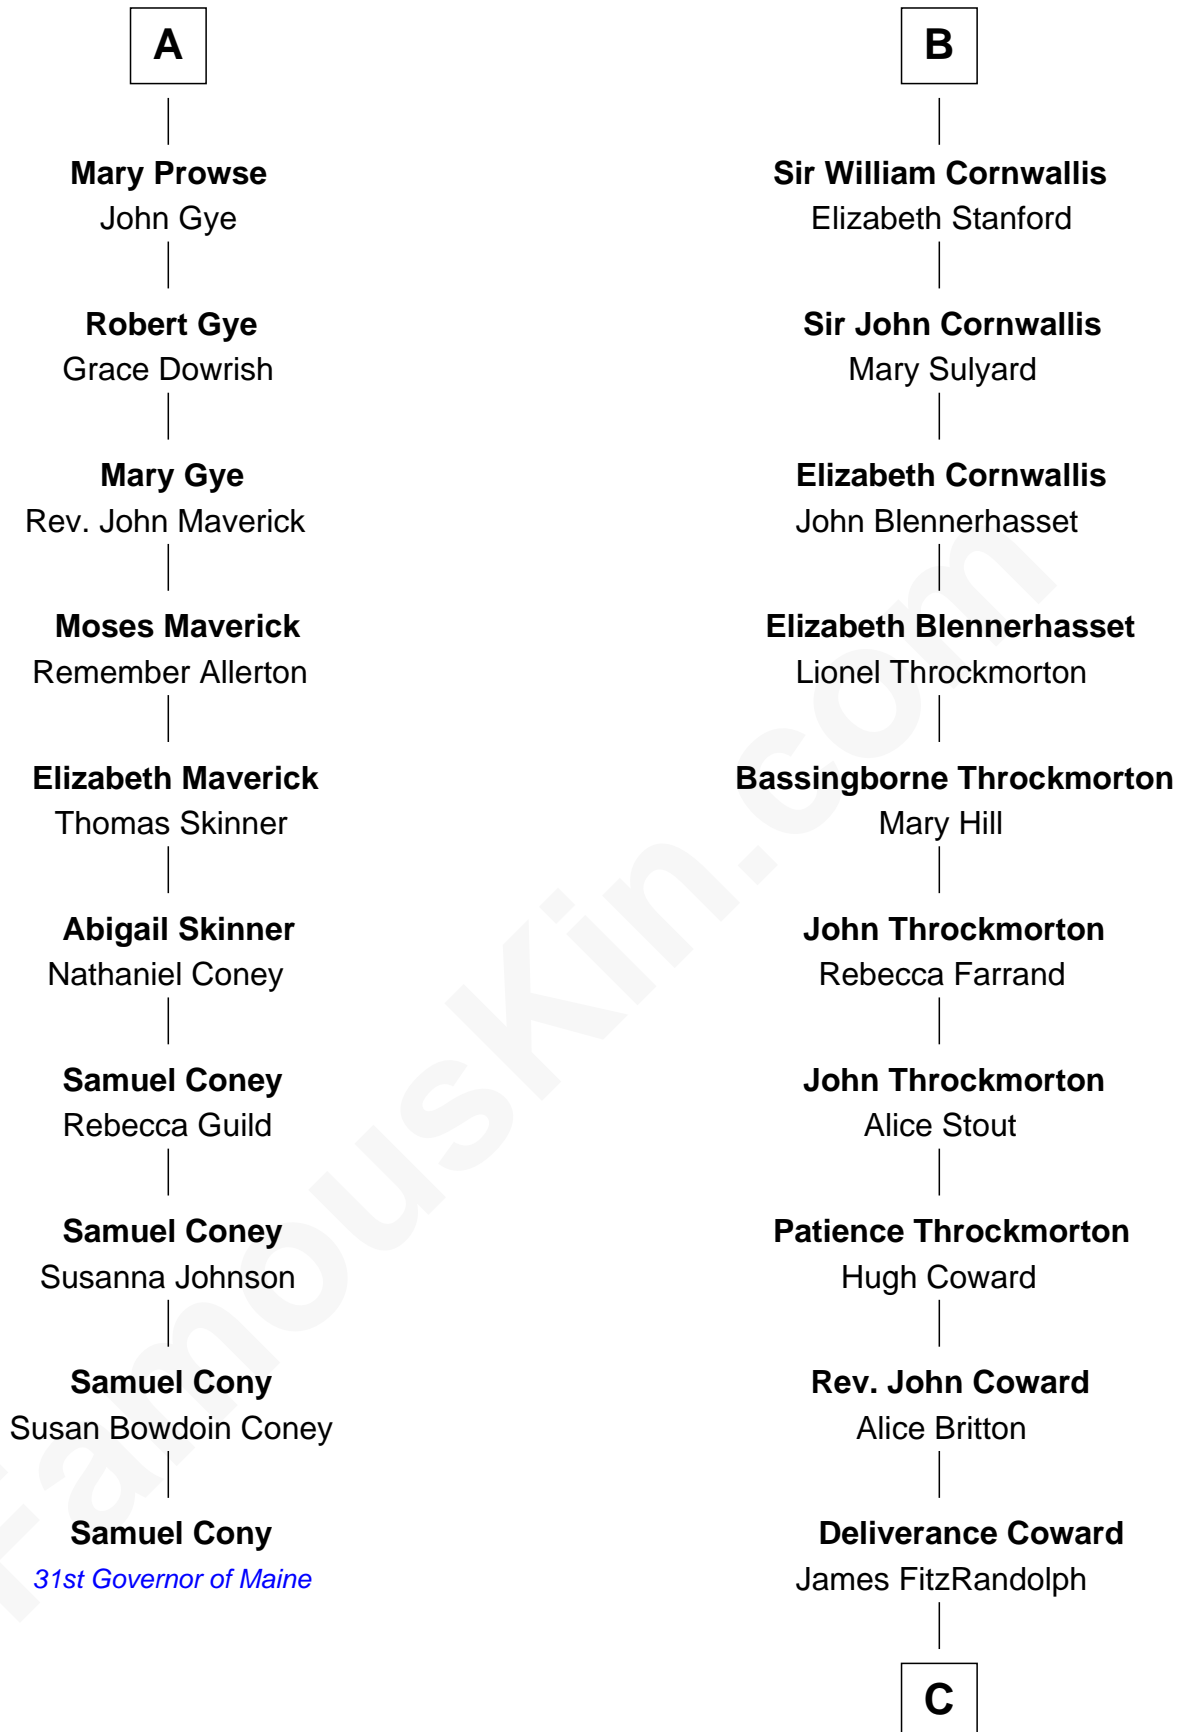 A
Mary Prowse
John Gye
Robert Gye
Grace Dowrish
Mary Gye
Rev. John Maverick
Moses Maverick
Remember Allerton
Elizabeth Maverick
Thomas Skinner
Abigail Skinner
Nathaniel Coney
Samuel Coney
Rebecca Guild
Samuel Coney
Susanna Johnson
Samuel Cony
Susan Bowdoin Coney
Samuel Cony
31st Governor of Maine
B
Sir William Cornwallis
Elizabeth Stanford
Sir John Cornwallis
Mary Sulyard
Elizabeth Cornwallis
John Blennerhasset
Elizabeth Blennerhasset
Lionel Throckmorton
Bassingborne Throckmorton
Mary Hill
John Throckmorton
Rebecca Farrand
John Throckmorton
Alice Stout
Patience Throckmorton
Hugh Coward
Rev. John Coward
Alice Britton
Deliverance Coward
James FitzRandolph
C
FamousKin.com